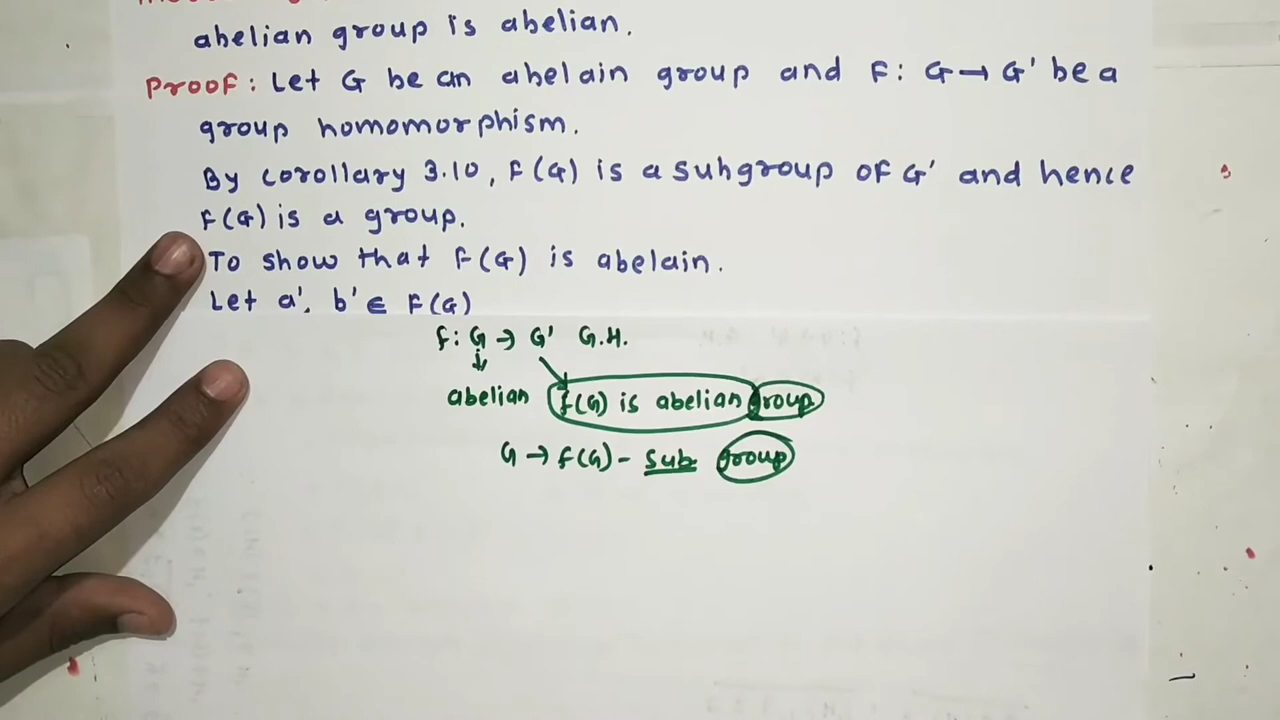 abelian group is abelian.
Proof: Let G be an abelain group and F: G→G' be a
group homomorphism.
By corollary 3.10, F(G) is a suhgroup of G' and hence
F(G) is a group.
To show that F(G) is abelain.
Let a', b' ∈ F(G)
f: G → G' G.H.
↓
abelian f(G) is abelian group
G → f(G) - sub group